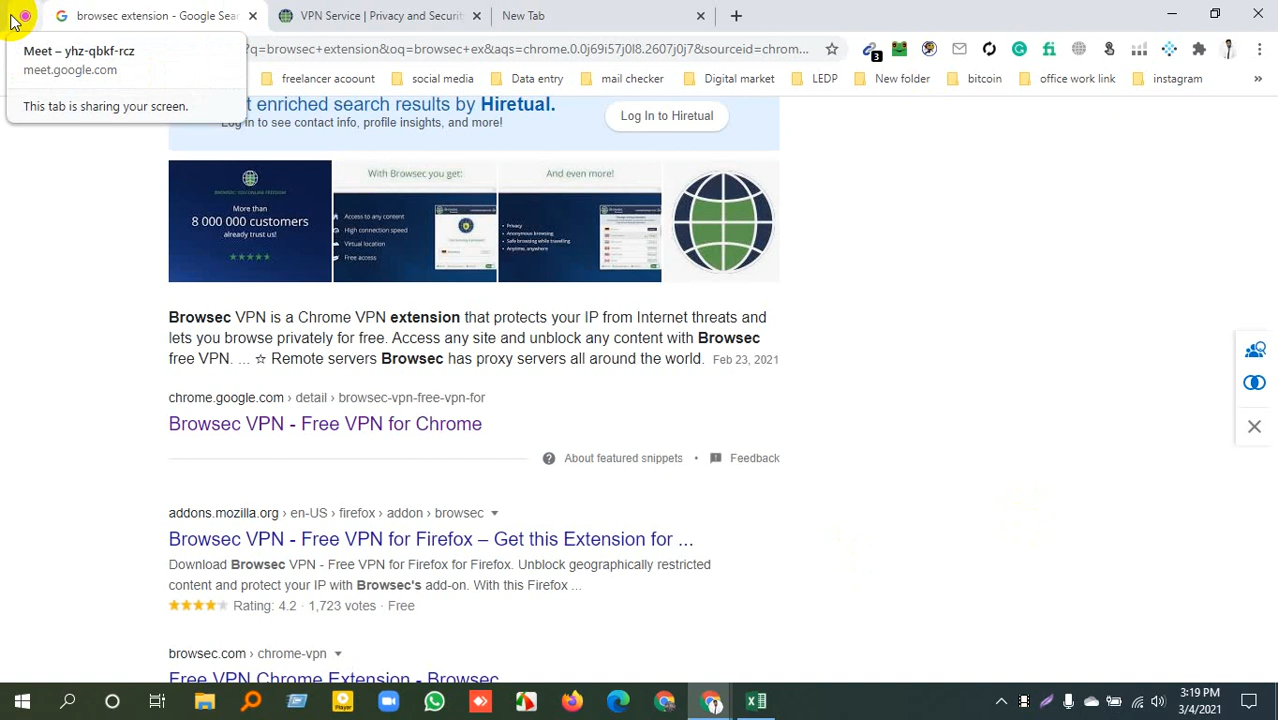 browsec extension - Google Sear
VPN Service | Privacy and Securit
New Tab
?q=browsec+extension&oq=browsec+ex&aqs=chrome.0.0j69i57j0l8.2607j0j7&sourceid=chrom...
3
Meet – yhz-qbkf-rcz
meet.google.com
This tab is sharing your screen.
freelancer account
social media
Data entry
mail checker
Digital market
LEDP
New folder
bitcoin
office work link
instagram
»
t enriched search results by Hiretual.
Log in to see contact info, profile insights, and more!
Log In to Hiretual
More than
8 000 000 customers
already trust us!
With Browsec you get:
Access to any content
High connection speed
Virtual location
Free access
And even more!
Privacy
Anonymous browsing
Safe browsing while travelling
Anytime, anywhere
Browsec VPN is a Chrome VPN extension that protects your IP from Internet threats and
lets you browse privately for free. Access any site and unblock any content with Browsec
free VPN. ... ☆ Remote servers Browsec has proxy servers all around the world. Feb 23, 2021
chrome.google.com › detail › browsec-vpn-free-vpn-for
Browsec VPN - Free VPN for Chrome
About featured snippets • Feedback
addons.mozilla.org › en-US › firefox › addon › browsec
Browsec VPN - Free VPN for Firefox – Get this Extension for ...
Download Browsec VPN - Free VPN for Firefox for Firefox. Unblock geographically restricted
content and protect your IP with Browsec's add-on. With this Firefox ...
Rating: 4.2 · 1,723 votes · Free
browsec.com › chrome-vpn
Free VPN Chrome Extension - Browsec
Player
3:19 PM
3/4/2021